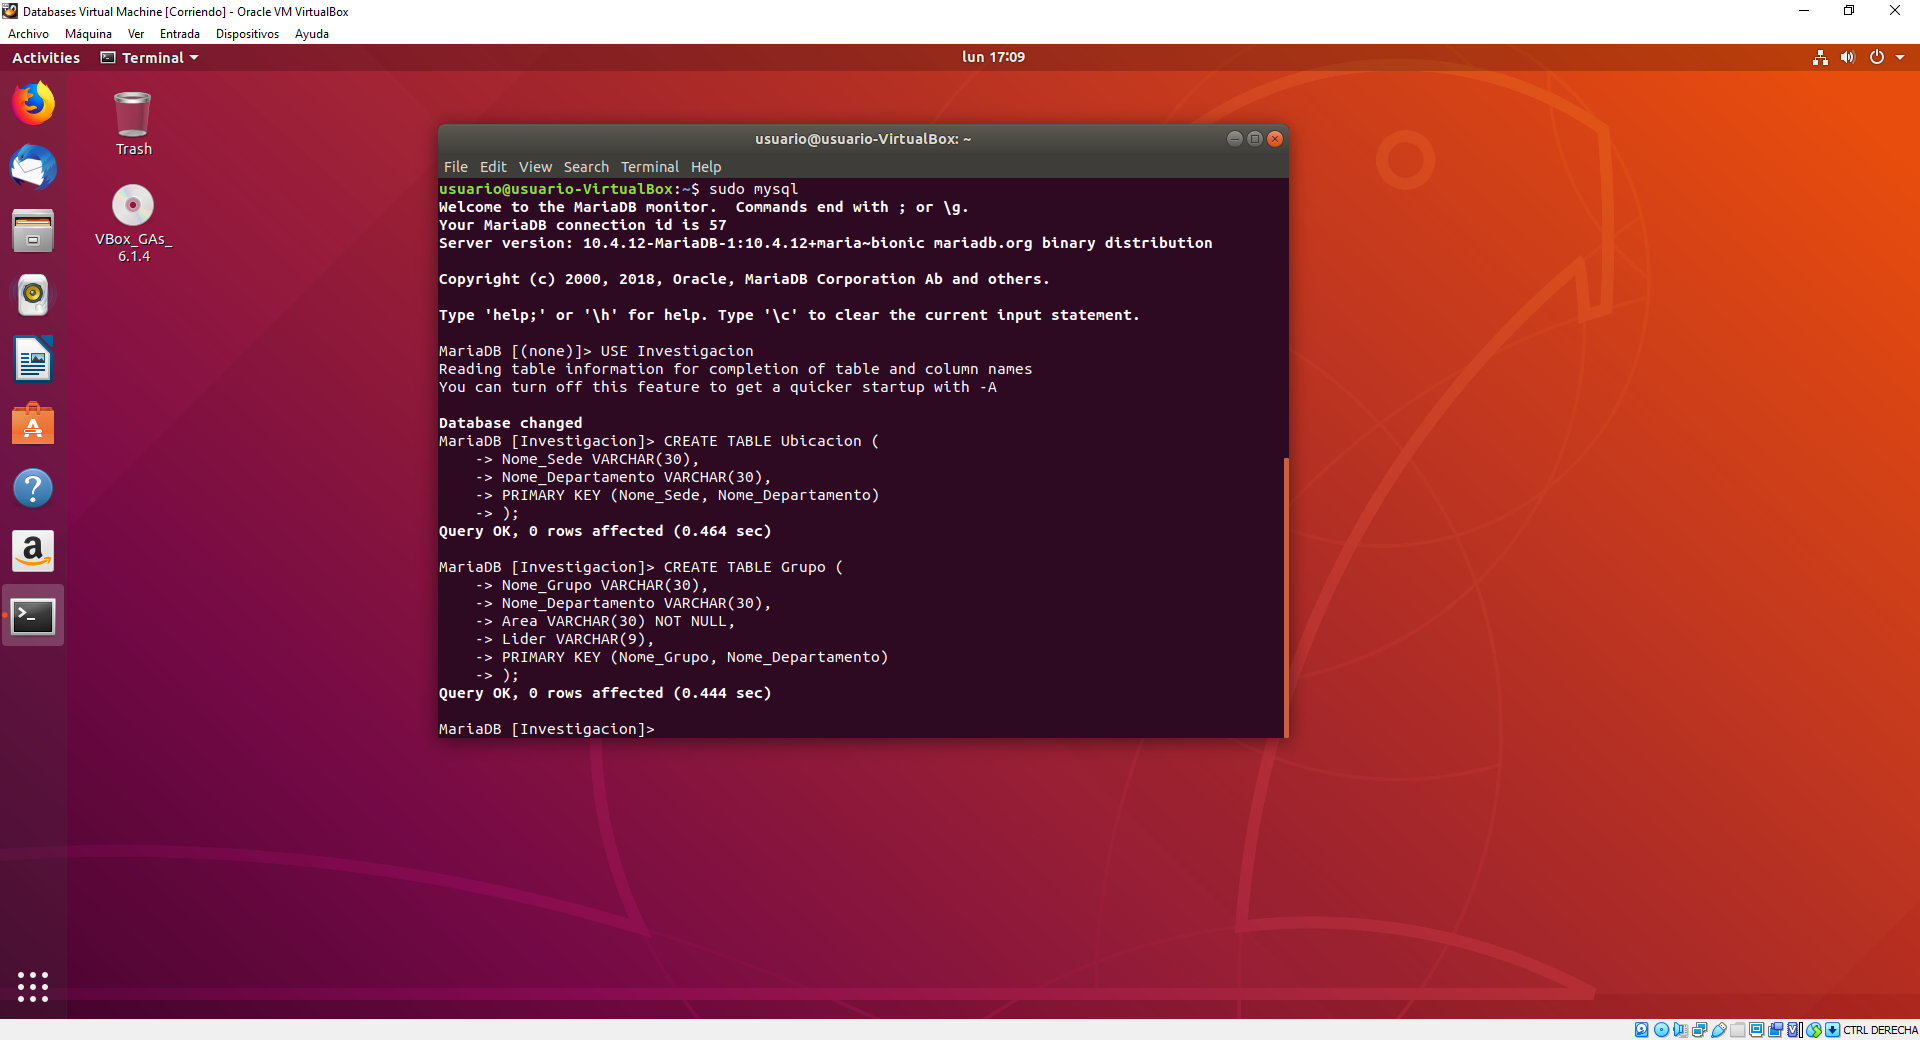 Databases Virtual Machine [Corriendo] - Oracle VM VirtualBox
Archivo Máquina Ver Entrada Dispositivos Ayuda
Activities Terminal lun 17:09
Trash
VBox_GAs_
6.1.4
usuario@usuario-VirtualBox: ~
File Edit View Search Terminal Help
usuario@usuario-VirtualBox:~$ sudo mysql
Welcome to the MariaDB monitor.  Commands end with ; or \g.
Your MariaDB connection id is 57
Server version: 10.4.12-MariaDB-1:10.4.12+maria~bionic mariadb.org binary distribution
Copyright (c) 2000, 2018, Oracle, MariaDB Corporation Ab and others.
Type 'help;' or '\h' for help. Type '\c' to clear the current input statement.
MariaDB [(none)]> USE Investigacion
Reading table information for completion of table and column names
You can turn off this feature to get a quicker startup with -A
Database changed
MariaDB [Investigacion]> CREATE TABLE Ubicacion (
    -> Nome_Sede VARCHAR(30),
    -> Nome_Departamento VARCHAR(30),
    -> PRIMARY KEY (Nome_Sede, Nome_Departamento)
    -> );
Query OK, 0 rows affected (0.464 sec)
MariaDB [Investigacion]> CREATE TABLE Grupo (
    -> Nome_Grupo VARCHAR(30),
    -> Nome_Departamento VARCHAR(30),
    -> Area VARCHAR(30) NOT NULL,
    -> Lider VARCHAR(9),
    -> PRIMARY KEY (Nome_Grupo, Nome_Departamento)
    -> );
Query OK, 0 rows affected (0.444 sec)
MariaDB [Investigacion]>
CTRL DERECHA